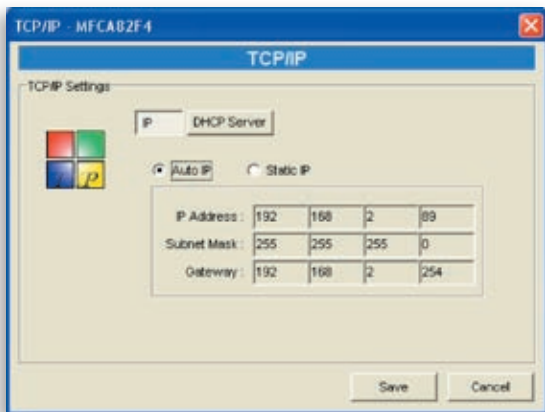 TCP/IP - MFCA82F4
TCP/IP
TCP/IP Settings
IP DHCP Server
Auto IP Static IP
IP Address : 192 168 2 89
Subnet Mask : 255 255 255 0
Gateway : 192 168 2 254
Save Cancel